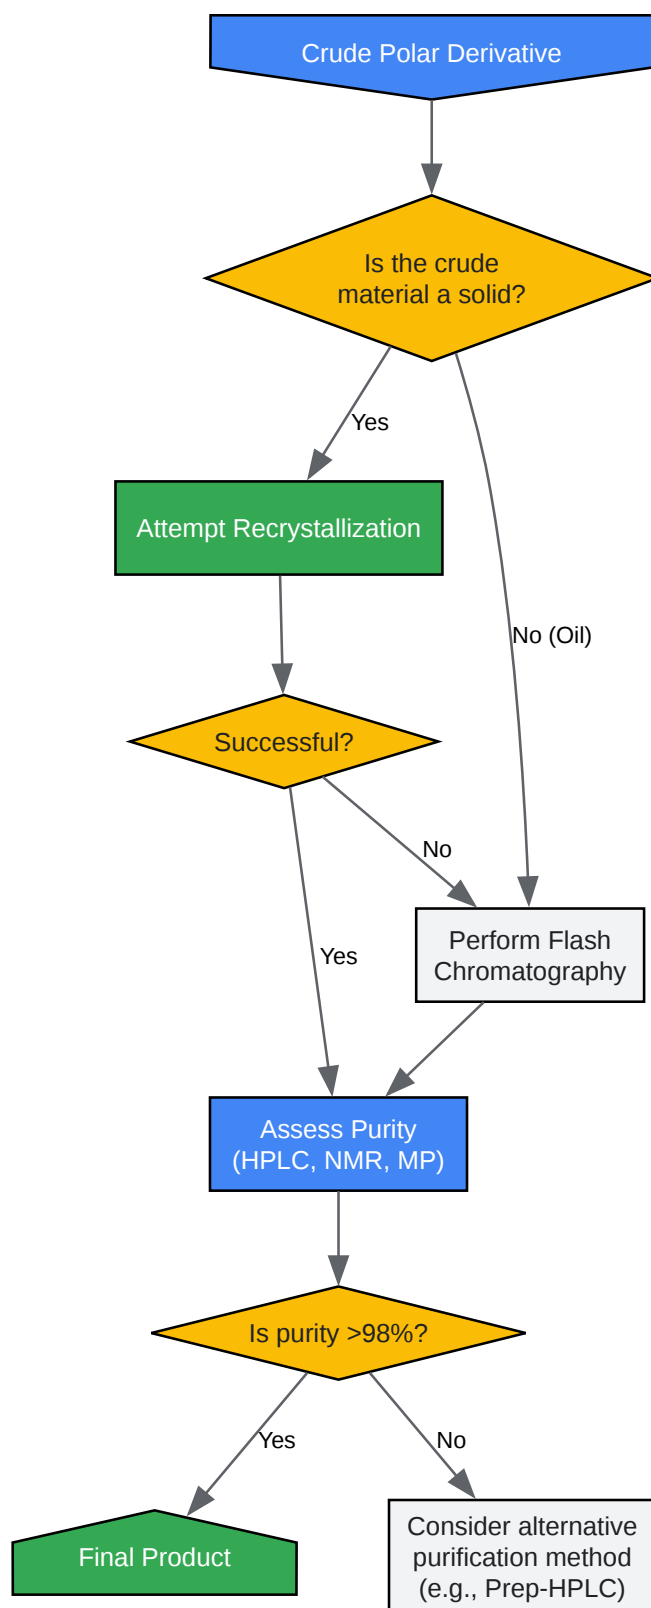 Crude Polar Derivative
Is the crude
material a solid?
Yes
Attempt Recrystallization
No (Oil)
Successful?
No
Perform Flash
Chromatography
Yes
Assess Purity
(HPLC, NMR, MP)
Is purity >98%?
Yes
No
Final Product
Consider alternative
purification method
(e.g., Prep-HPLC)